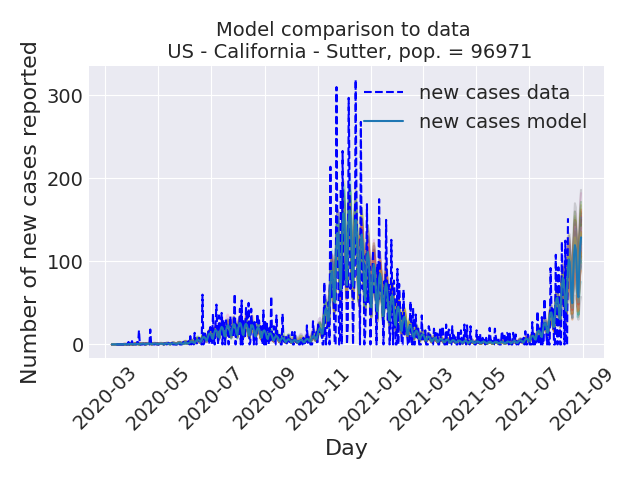 Model comparison to data
US - California - Sutter, pop. = 96971
Number of new cases reported
300
200
100
0
new cases data
new cases model
2020-03
2020-05
2020-07
2020-09
2020-11
2021-01
2021-03
2021-05
2021-07
2021-09
Day